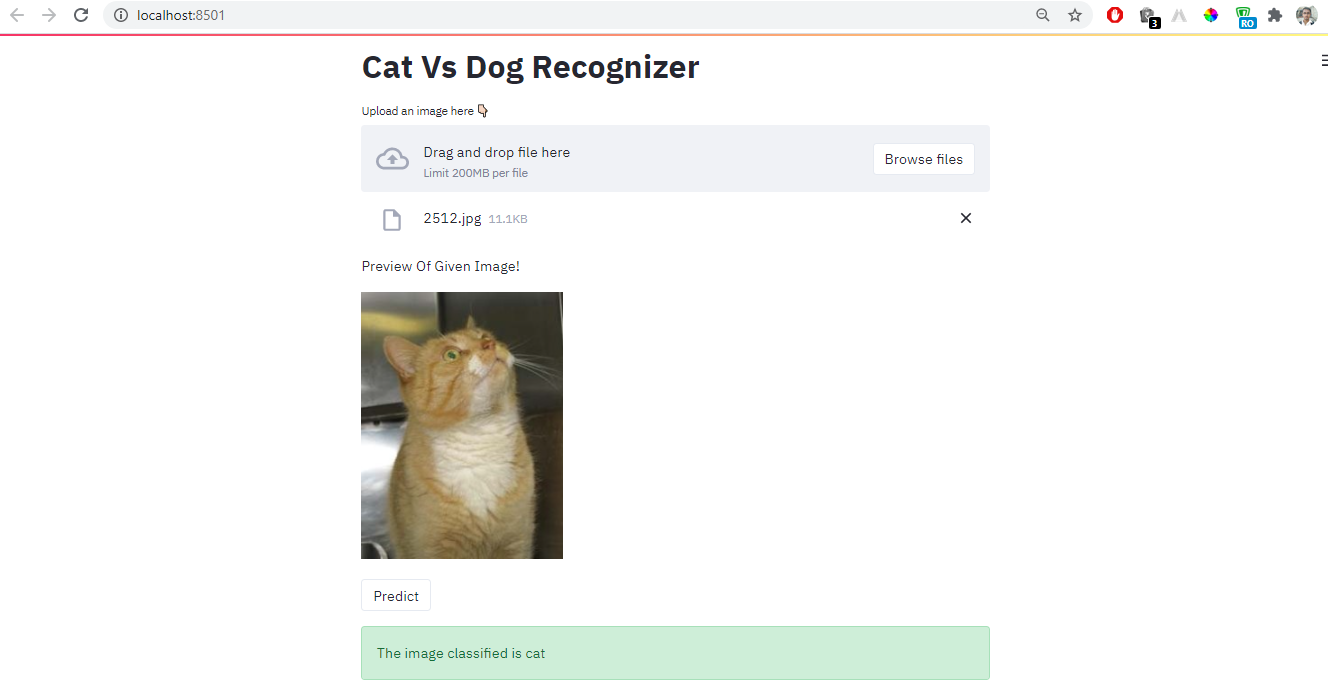 localhost:8501
3
RO
Cat Vs Dog Recognizer
Upload an image here 👇🏻
Drag and drop file here
Limit 200MB per file
Browse files
2512.jpg 11.1KB
Preview Of Given Image!
Predict
The image classified is cat